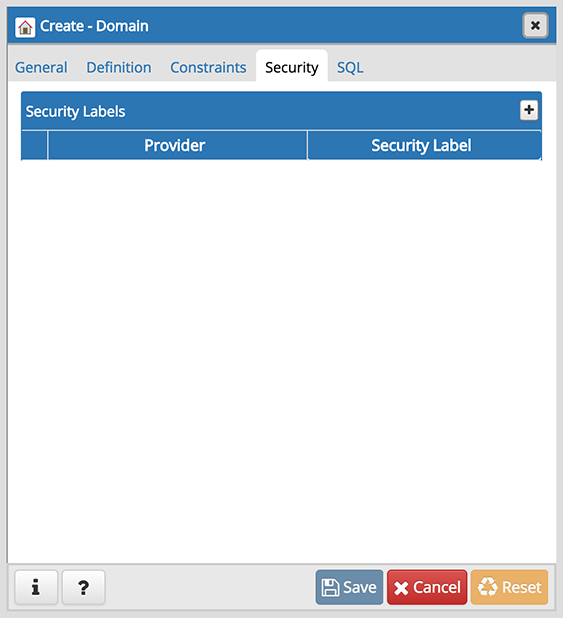 Create - Domain
General Definition Constraints Security SQL
Security Labels
Provider Security Label
i ? Save Cancel Reset